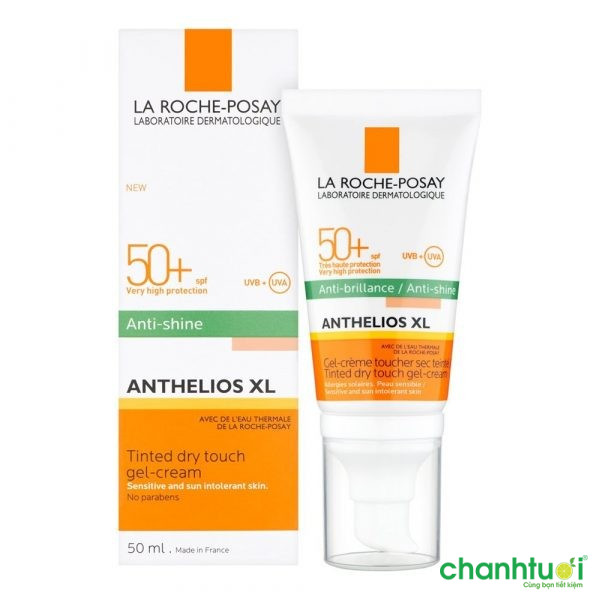 LA ROCHE-POSAY
LABORATOIRE DERMATOLOGIQUE
NEW
50+ spf
Very high protection
UVB + UVA
Anti-shine
ANTHELIOS XL
AVEC DE L'EAU THERMALE
DE LA ROCHE-POSAY
Tinted dry touch
gel-cream
Sensitive and sun intolerant skin.
No parabens
50 ml . Made in France
LA ROCHE-POSAY
LABORATOIRE DERMATOLOGIQUE
50+ spf
Très haute protection
Very high protection
UVB + UVA
Anti-brillance / Anti-shine
ANTHELIOS XL
AVEC DE L'EAU THERMALE
DE LA ROCHE-POSAY
Gel-crème toucher sec teinté
Tinted dry touch gel-cream
Allergies solaires. Peau sensible /
Sensitive and sun intolerant skin
chanhtươi
Cùng bạn tiết kiệm